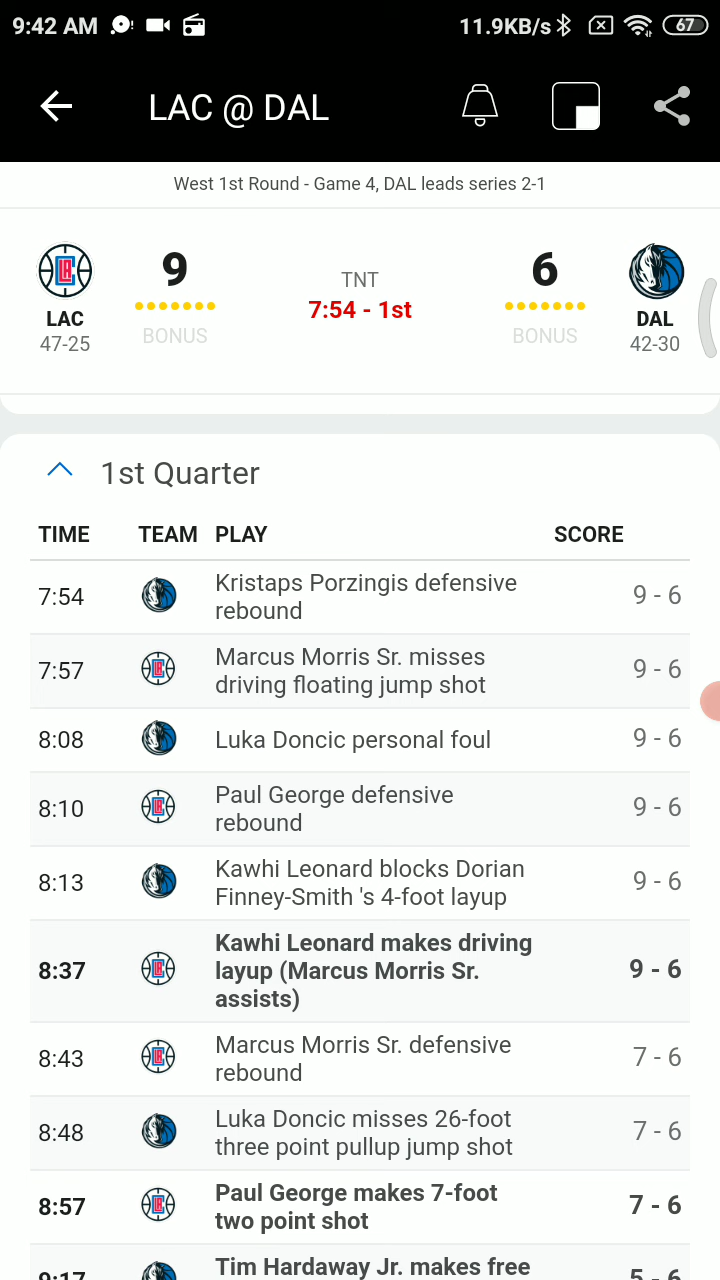 9:42 AM 11.9KB/s 67
LAC @ DAL
West 1st Round - Game 4, DAL leads series 2-1
9 TNT 6
7:54 - 1st
LAC DAL
47-25 BONUS BONUS 42-30
1st Quarter
TIME TEAM PLAY SCORE
7:54 Kristaps Porzingis defensive
rebound 9 - 6
7:57 Marcus Morris Sr. misses
driving floating jump shot 9 - 6
8:08 Luka Doncic personal foul 9 - 6
8:10 Paul George defensive
rebound 9 - 6
8:13 Kawhi Leonard blocks Dorian
Finney-Smith 's 4-foot layup 9 - 6
8:37 Kawhi Leonard makes driving
layup (Marcus Morris Sr.
assists) 9 - 6
8:43 Marcus Morris Sr. defensive
rebound 7 - 6
8:48 Luka Doncic misses 26-foot
three point pullup jump shot 7 - 6
8:57 Paul George makes 7-foot
two point shot 7 - 6
9:17 Tim Hardaway Jr. makes free 5 - 6